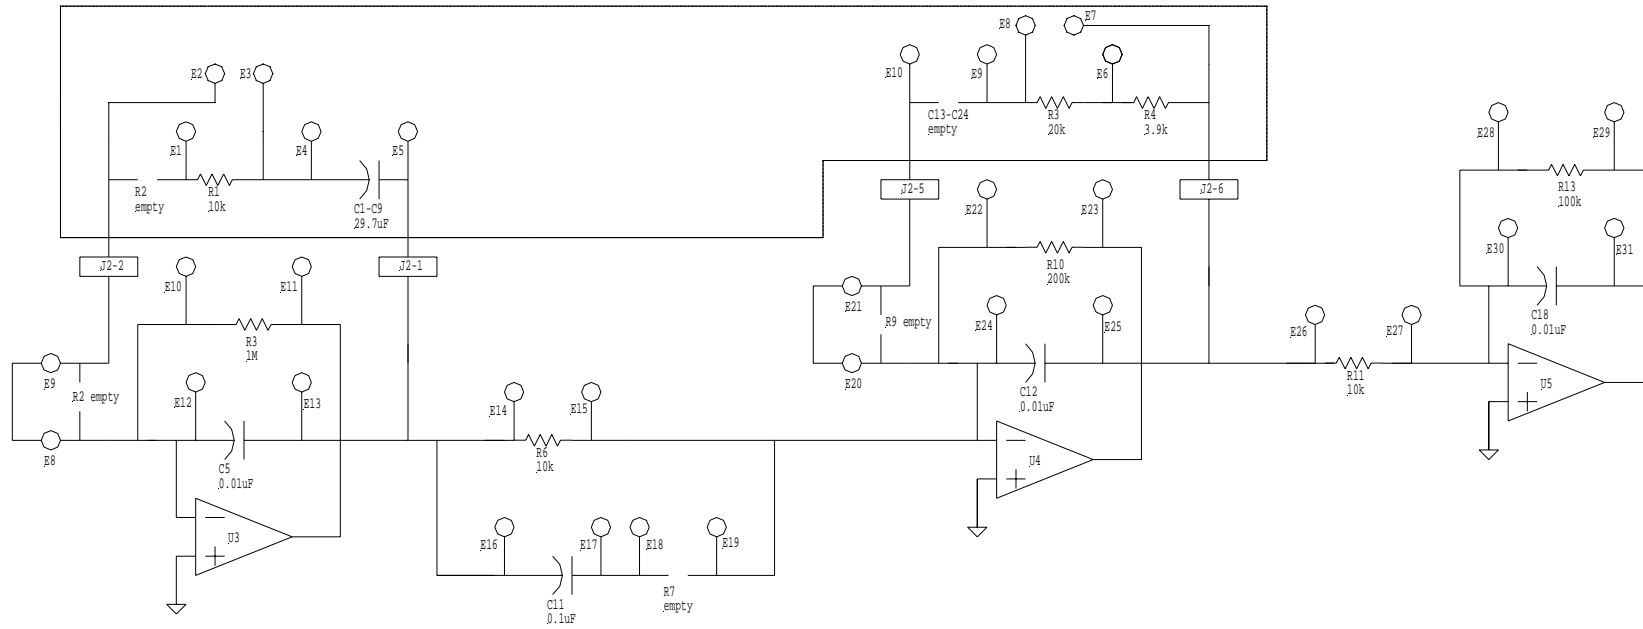 E7
E8
E10
E9
E6
E2
E3
C13-C24
empty
R3
20k
R4
3.9k
E28
E29
E1
E4
E5
R2
empty
R1
10k
C1-C9
29.7uF
J2-5
J2-6
R13
100k
E22
E23
E30
E31
J2-2
J2-1
E10
E11
R10
200k
E21
R9 empty
E24
E25
C18
0.01uF
E26
E27
R3
1M
E9
E20
R2 empty
E12
E13
C12
0.01uF
R11
10k
U5
E14
E15
E8
R6
10k
U4
C5
0.01uF
U3
E16
E17
E18
E19
C11
0.1uF
R7
empty